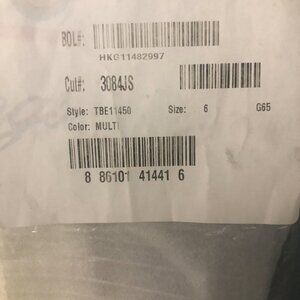 BOL#:
HKG11482997
Cut#: 3084JS
Style: TBE11450 Size: 6 G65
Color: MULTI
8 86101 41441 6